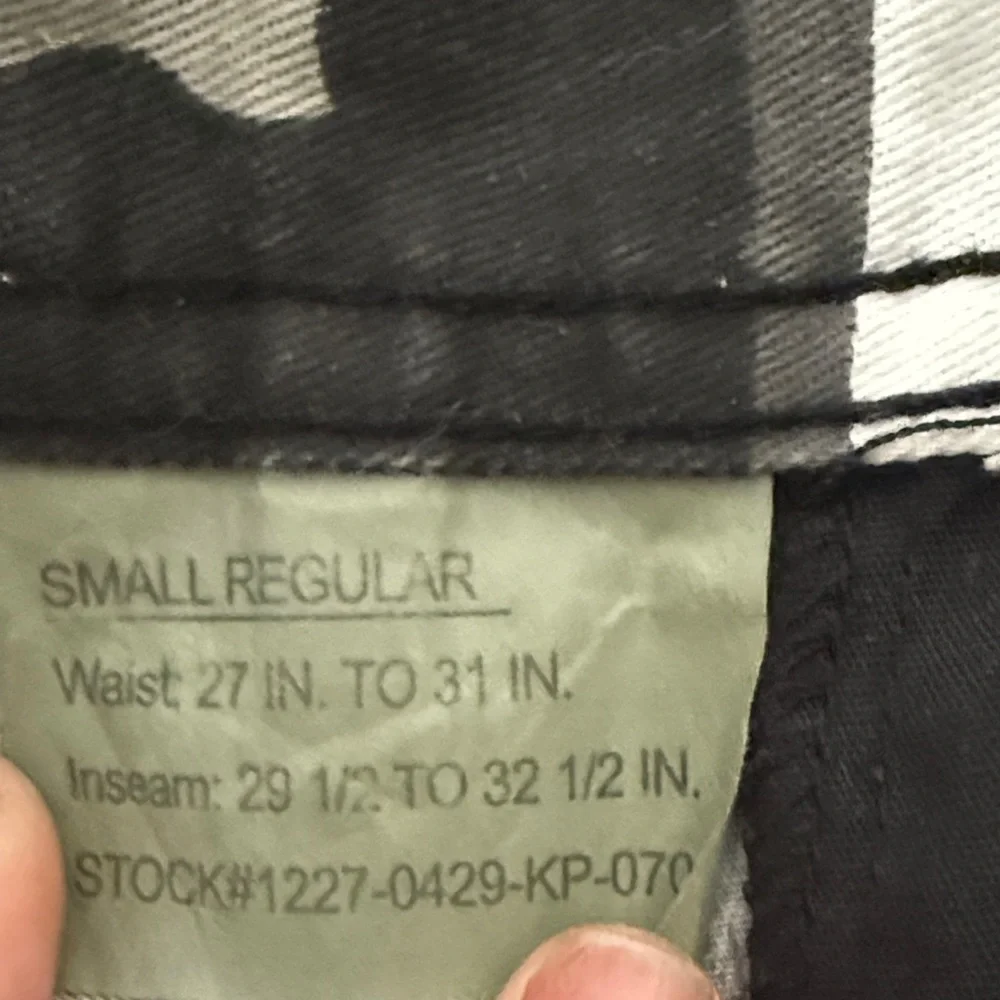 SMALL REGULAR
Waist: 27 IN. TO 31 IN.
Inseam: 29 1/2 TO 32 1/2 IN.
STOCK#1227-0429-KP-070